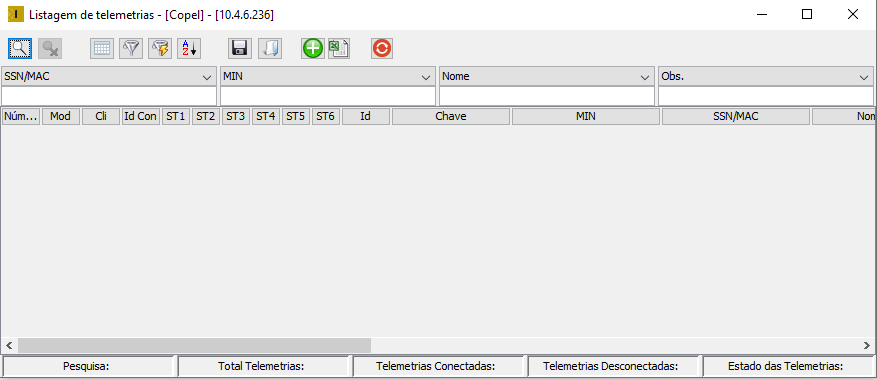 Listagem de telemetrias - [Copel] - [10.4.6.236]
SSN/MAC MIN Nome Obs.
Núm... Mod Cli Id Con ST1 ST2 ST3 ST4 ST5 ST6 Id Chave MIN SSN/MAC Nom
Pesquisa: Total Telemetrias: Telemetrias Conectadas: Telemetrias Desconectadas: Estado das Telemetrias: